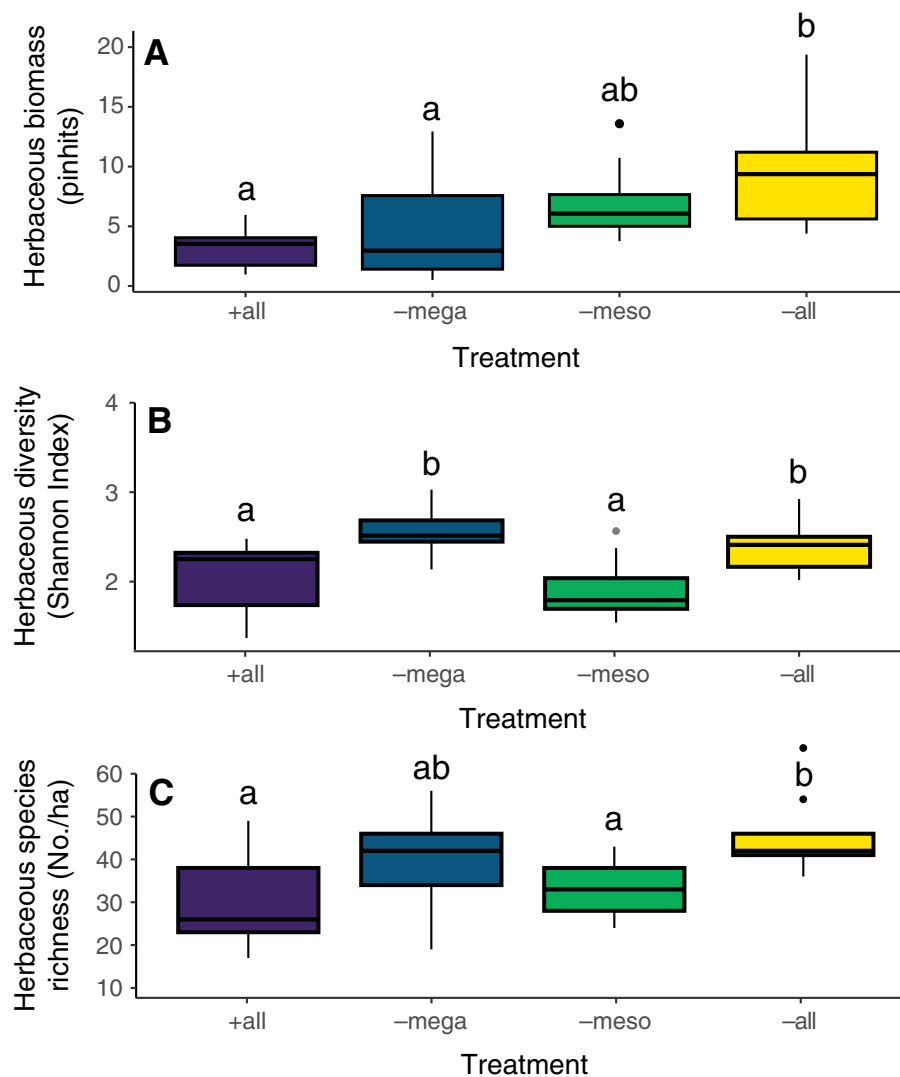 A
Herbaceous biomass
(pinhits)
20
15
10
5
0
a
a
ab
b
+all
–mega
–meso
–all
Treatment
B
Herbaceous diversity
(Shannon Index)
4
3
2
a
b
a
b
+all
–mega
–meso
–all
Treatment
C
Herbaceous species
richness (No./ha)
60
50
40
30
20
10
a
ab
a
b
+all
–mega
–meso
–all
Treatment